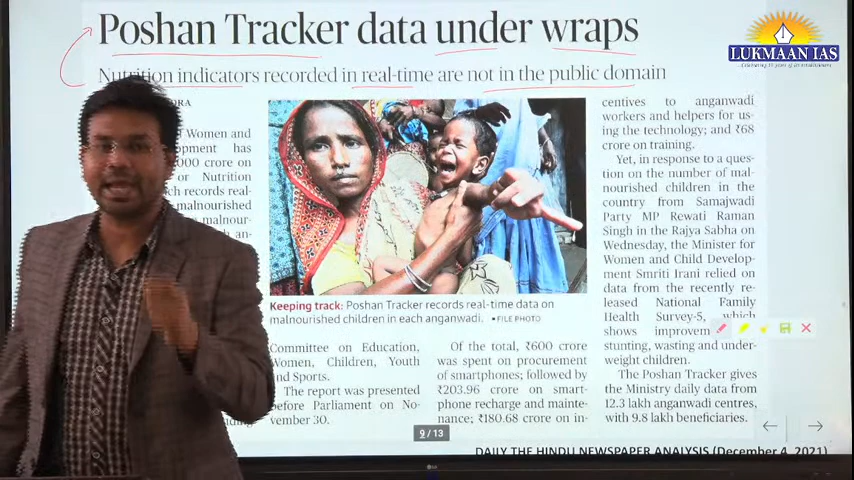 Poshan Tracker data under wraps
LUKMAAN IAS
Nutrition indicators recorded in real-time are not in the public domain
Women and
has
crore on
or Nutrition
records real-
malnourished
Keeping track: Poshan Tracker records real-time data on
malnourished children in each anganwadi. • FILE PHOTO
Committee on Education,
Women, Children, Youth
and Sports.
The report was presented
before Parliament on No-
vember 30.
Of the total, ₹600 crore
was spent on procurement
of smartphones; followed by
₹203.96 crore on smart-
phone recharge and mainte-
nance; ₹180.68 crore on in-
centives to anganwadi
workers and helpers for us-
ing the technology; and ₹68
crore on training.
Yet, in response to a ques-
tion on the number of mal-
nourished children in the
country from Samajwadi
Party MP Rewati Raman
Singh in the Rajya Sabha on
Wednesday, the Minister for
Women and Child Develop-
ment Smriti Irani relied on
data from the recently re-
leased National Family
Health Survey-5, which
shows
stunting, wasting and under-
weight children.
The Poshan Tracker gives
the Ministry daily data from
12.3 lakh anganwadi centres,
with 9.8 lakh beneficiaries.
9 / 13
DAILY THE HINDU NEWSPAPER ANALYSIS (December 4, 2021)